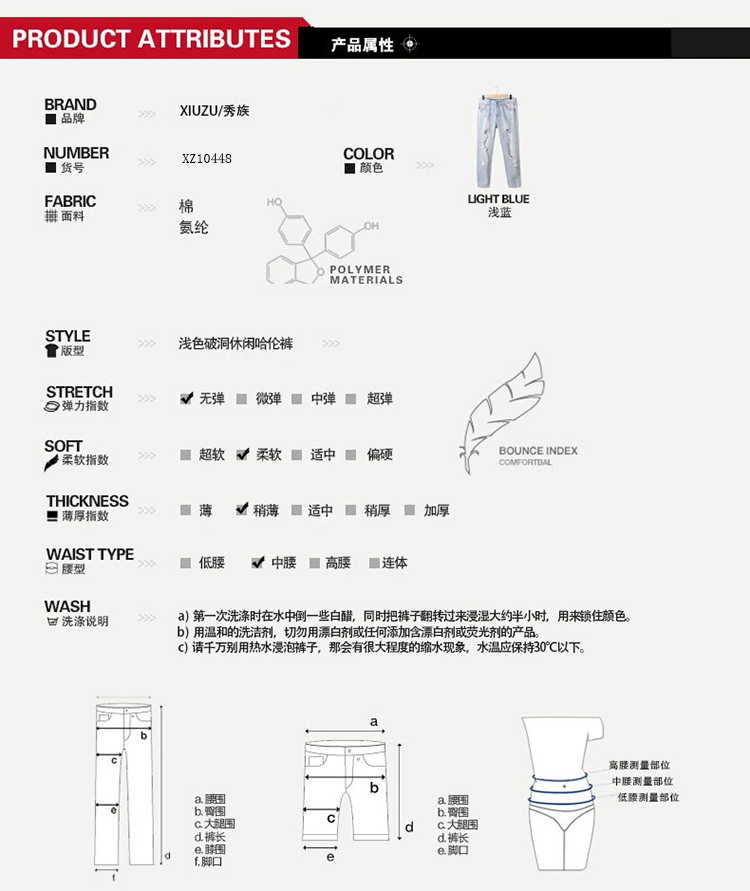 PRODUCT ATTRIBUTES
产品属性
BRAND
品牌
>>>
XIUZU/秀族
NUMBER
货号
>>>
XZ10448
COLOR
颜色
>>>
LIGHT BLUE
浅蓝
FABRIC
面料
>>>
棉
氨纶
HO
OH
O
POLYMER
MATERIALS
STYLE
版型
>>>
浅色破洞休闲哈伦裤
>>>
STRETCH
弹力指数
>>>
无弹 微弹 中弹 超弹
SOFT
柔软指数
>>>
超软 柔软 适中 偏硬
BOUNCE INDEX
COMFORTBAL
THICKNESS
薄厚指数
>>>
薄 稍薄 适中 稍厚 加厚
WAIST TYPE
腰型
>>>
低腰 中腰 高腰 连体
WASH
洗涤说明
>>>
a) 第一次洗涤时在水中倒一些白醋，同时把裤子翻转过来浸湿大约半小时，用来锁住颜色。
b) 用温和的洗洁剂，切勿用漂白剂或任何添加含漂白剂或荧光剂的产品。
c) 请千万别用热水浸泡裤子，那会有很大程度的缩水现象，水温应保持30℃以下。
b
c
e
d
f
a.腰围
b.臀围
c.大腿围
d.裤长
e.膝围
f.脚口
a
b
c
d
e
a.腰围
b.臀围
c.大腿围
d.裤长
e.脚口
高腰测量部位
中腰测量部位
低腰测量部位